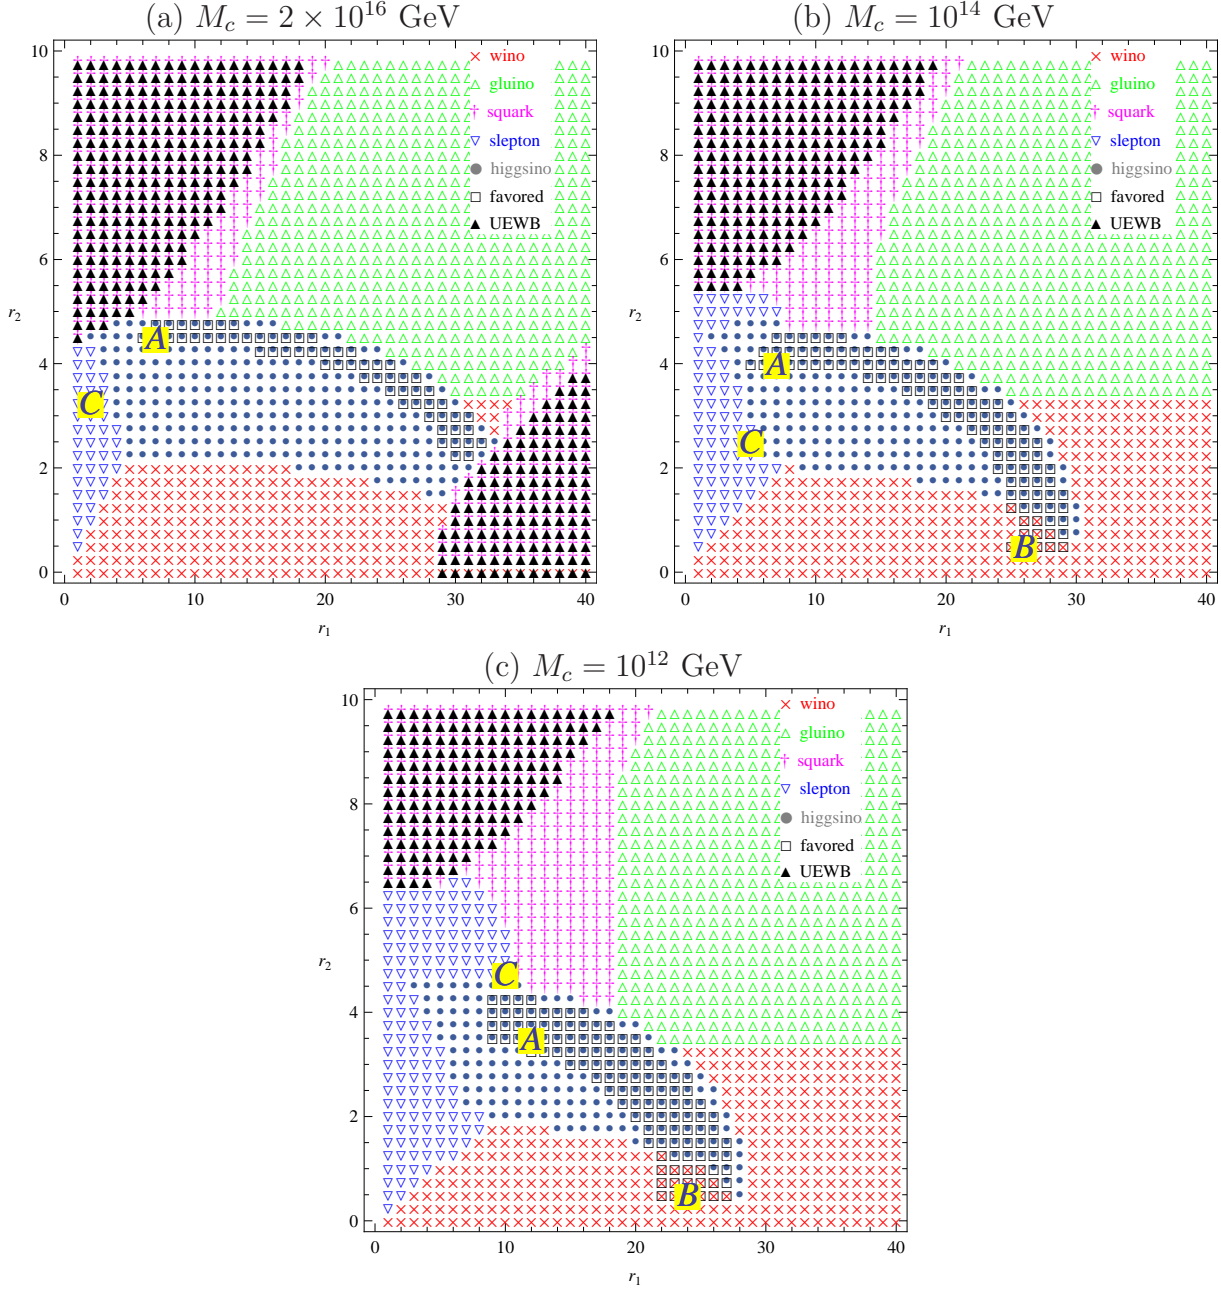 (a) M_c = 2 × 10^16 GeV
10
8
6
4
2
0
r_2
0
10
20
30
40
r_1
× wino
△ gluino
† squark
▽ slepton
● higgsino
□ favored
▲ UEWB
A
C
(b) M_c = 10^14 GeV
10
8
6
4
2
0
r_2
0
10
20
30
40
r_1
× wino
△ gluino
† squark
▽ slepton
● higgsino
□ favored
▲ UEWB
A
C
B
(c) M_c = 10^12 GeV
10
8
6
4
2
0
r_2
0
10
20
30
40
r_1
× wino
△ gluino
† squark
▽ slepton
● higgsino
□ favored
▲ UEWB
C
A
B